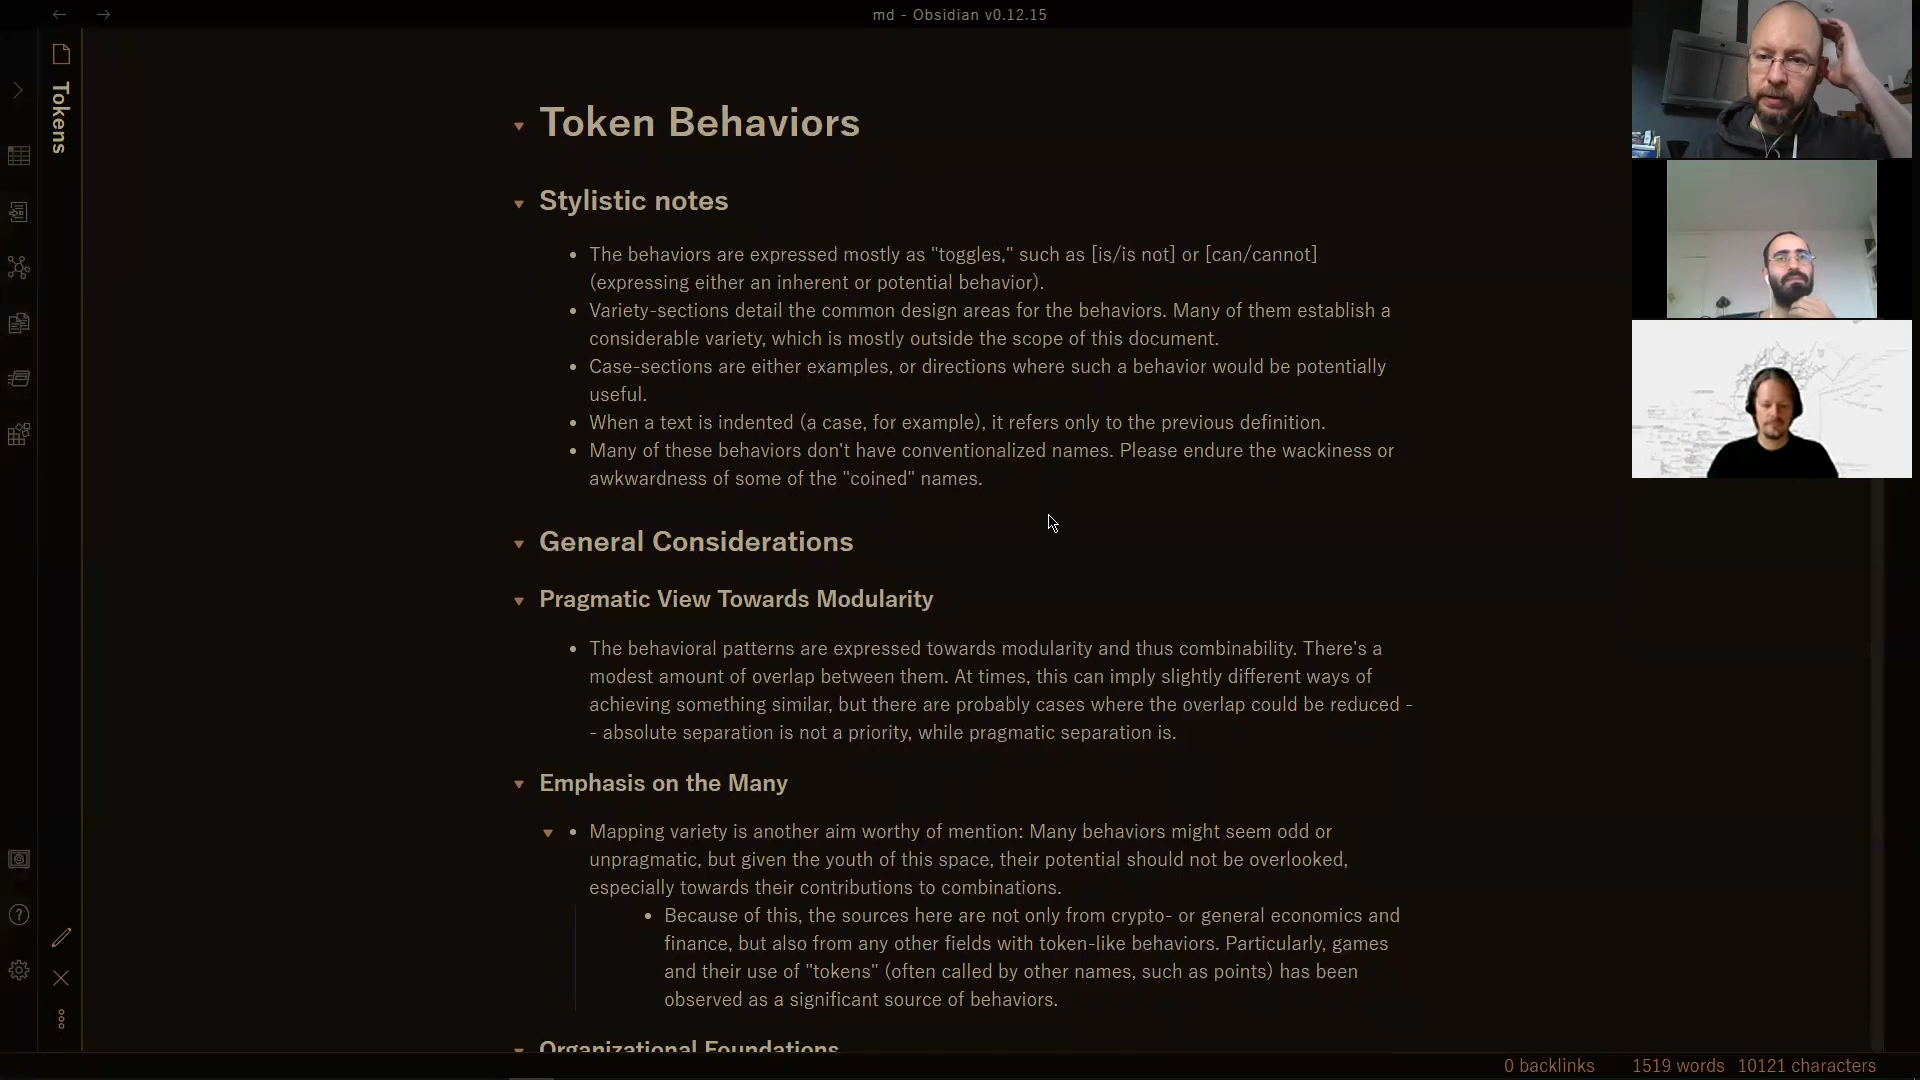 md - Obsidian v0.12.15
Tokens
Token Behaviors
Stylistic notes
The behaviors are expressed mostly as "toggles," such as [is/is not] or [can/cannot]
(expressing either an inherent or potential behavior).
Variety-sections detail the common design areas for the behaviors. Many of them establish a
considerable variety, which is mostly outside the scope of this document.
Case-sections are either examples, or directions where such a behavior would be potentially
useful.
When a text is indented (a case, for example), it refers only to the previous definition.
Many of these behaviors don't have conventionalized names. Please endure the wackiness or
awkwardness of some of the "coined" names.
General Considerations
Pragmatic View Towards Modularity
The behavioral patterns are expressed towards modularity and thus combinability. There's a
modest amount of overlap between them. At times, this can imply slightly different ways of
achieving something similar, but there are probably cases where the overlap could be reduced -
- absolute separation is not a priority, while pragmatic separation is.
Emphasis on the Many
Mapping variety is another aim worthy of mention: Many behaviors might seem odd or
unpragmatic, but given the youth of this space, their potential should not be overlooked,
especially towards their contributions to combinations.
Because of this, the sources here are not only from crypto- or general economics and
finance, but also from any other fields with token-like behaviors. Particularly, games
and their use of "tokens" (often called by other names, such as points) has been
observed as a significant source of behaviors.
Organizational Foundations
0 backlinks 1519 words 10121 characters